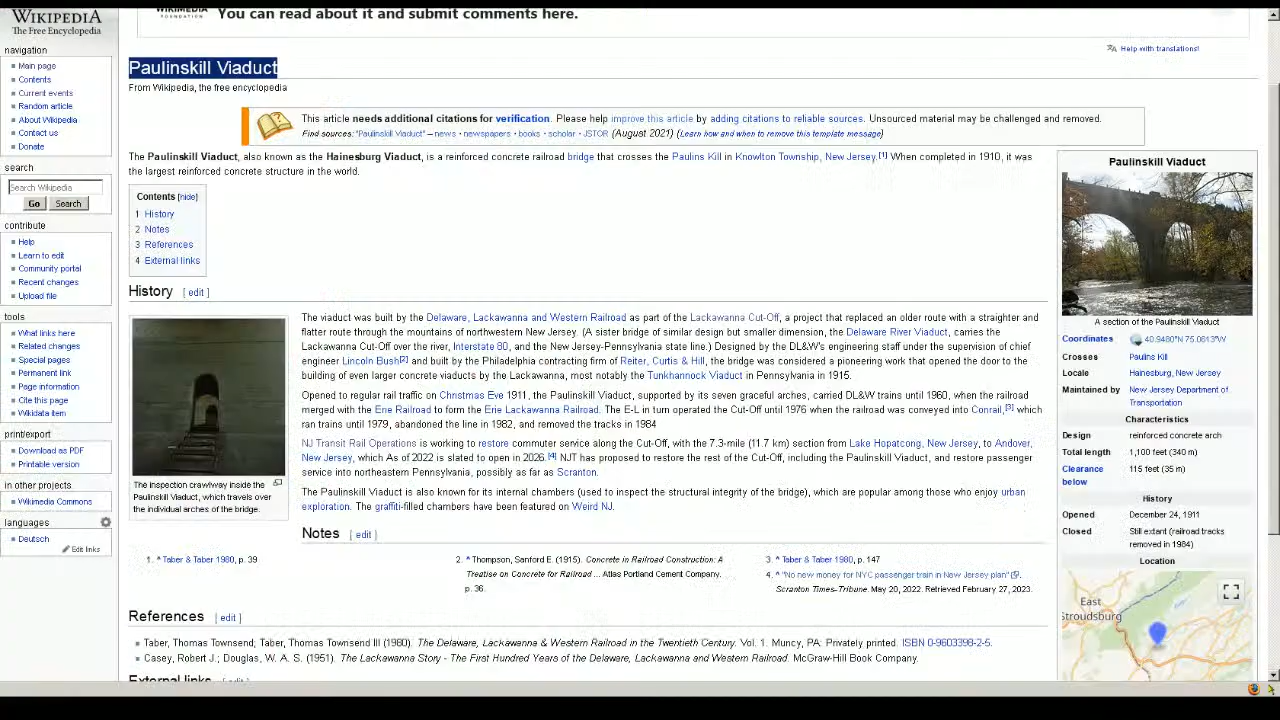 WIKIPEDIA
The Free Encyclopedia
navigation
Main page
Contents
Current events
Random article
About Wikipedia
Contact us
Donate
search
Search Wikipedia
Go Search
contribute
Help
Learn to edit
Community portal
Recent changes
Upload file
tools
What links here
Related changes
Special pages
Permanent link
Page information
Cite this page
Wikidata item
print/export
Download as PDF
Printable version
in other projects
Wikimedia Commons
languages
Deutsch
Edit links
WIKIMEDIA
FOUNDATION
You can read about it and submit comments here.
Help with translations!
Paulinskill Viaduct
From Wikipedia, the free encyclopedia
This article needs additional citations for verification. Please help improve this article by adding citations to reliable sources. Unsourced material may be challenged and removed.
Find sources: "Paulinskill Viaduct" – news · newspapers · books · scholar · JSTOR (August 2021) (Learn how and when to remove this template message)
The Paulinskill Viaduct, also known as the Hainesburg Viaduct, is a reinforced concrete railroad bridge that crosses the Paulins Kill in Knowlton Township, New Jersey.[1] When completed in 1910, it was
the largest reinforced concrete structure in the world.
Contents [hide]
1 History
2 Notes
3 References
4 External links
History [ edit ]
The inspection crawlway inside the
Paulinskill Viaduct, which travels over
the individual arches of the bridge.
The viaduct was built by the Delaware, Lackawanna and Western Railroad as part of the Lackawanna Cut-Off, a project that replaced an older route with a straighter and
flatter route through the mountains of northwestern New Jersey. (A sister bridge of similar design but smaller dimension, the Delaware River Viaduct, carries the
Lackawanna Cut-Off over the river, Interstate 80, and the New Jersey-Pennsylvania state line.) Designed by the DL&W's engineering staff under the supervision of chief
engineer Lincoln Bush[2] and built by the Philadelphia contracting firm of Reiter, Curtis & Hill, the bridge was considered a pioneering work that opened the door to the
building of even larger concrete viaducts by the Lackawanna, most notably the Tunkhannock Viaduct in Pennsylvania in 1915.
Opened to regular rail traffic on Christmas Eve 1911, the Paulinskill Viaduct, supported by its seven graceful arches, carried DL&W trains until 1960, when the railroad
merged with the Erie Railroad to form the Erie Lackawanna Railroad. The E-L in turn operated the Cut-Off until 1976 when the railroad was conveyed into Conrail,[3] which
ran trains until 1979, abandoned the line in 1982, and removed the tracks in 1984
NJ Transit Rail Operations is working to restore commuter service along the Cut-Off, with the 7.3-mile (11.7 km) section from Lake Hopatcong, New Jersey, to Andover,
New Jersey, which As of 2022 is slated to open in 2026.[4] NJT has proposed to restore the rest of the Cut-Off, including the Paulinskill Viaduct, and restore passenger
service into northeastern Pennsylvania, possibly as far as Scranton.
The Paulinskill Viaduct is also known for its internal chambers (used to inspect the structural integrity of the bridge), which are popular among those who enjoy urban
exploration. The graffiti-filled chambers have been featured on Weird NJ.
Notes [ edit ]
1. ^ Taber & Taber 1980, p. 39
2. ^ Thompson, Sanford E. (1915). Concrete in Railroad Construction: A
Treatise on Concrete for Railroad ... Atlas Portland Cement Company.
p. 36.
3. ^ Taber & Taber 1980, p. 147
4. ^ "No new money for NYC passenger train in New Jersey plan".
Scranton Times-Tribune. May 20, 2022. Retrieved February 27, 2023.
References [ edit ]
Taber, Thomas Townsend; Taber, Thomas Townsend III (1980). The Delaware, Lackawanna & Western Railroad in the Twentieth Century. Vol. 1. Muncy, PA: Privately printed. ISBN 0-9603398-2-5.
Casey, Robert J.; Douglas, W. A. S. (1951). The Lackawanna Story - The First Hundred Years of the Delaware, Lackawanna and Western Railroad. McGraw-Hill Book Company.
External links [ edit ]
Paulinskill Viaduct
A section of the Paulinskill Viaduct
Coordinates 40.9480°N 75.0613°W
Crosses Paulins Kill
Locale Hainesburg, New Jersey
Maintained by New Jersey Department of
Transportation
Characteristics
Design reinforced concrete arch
Total length 1,100 feet (340 m)
Clearance 115 feet (35 m)
below
History
Opened December 24, 1911
Closed Still extant (railroad tracks
removed in 1984)
Location
East
Stroudsburg